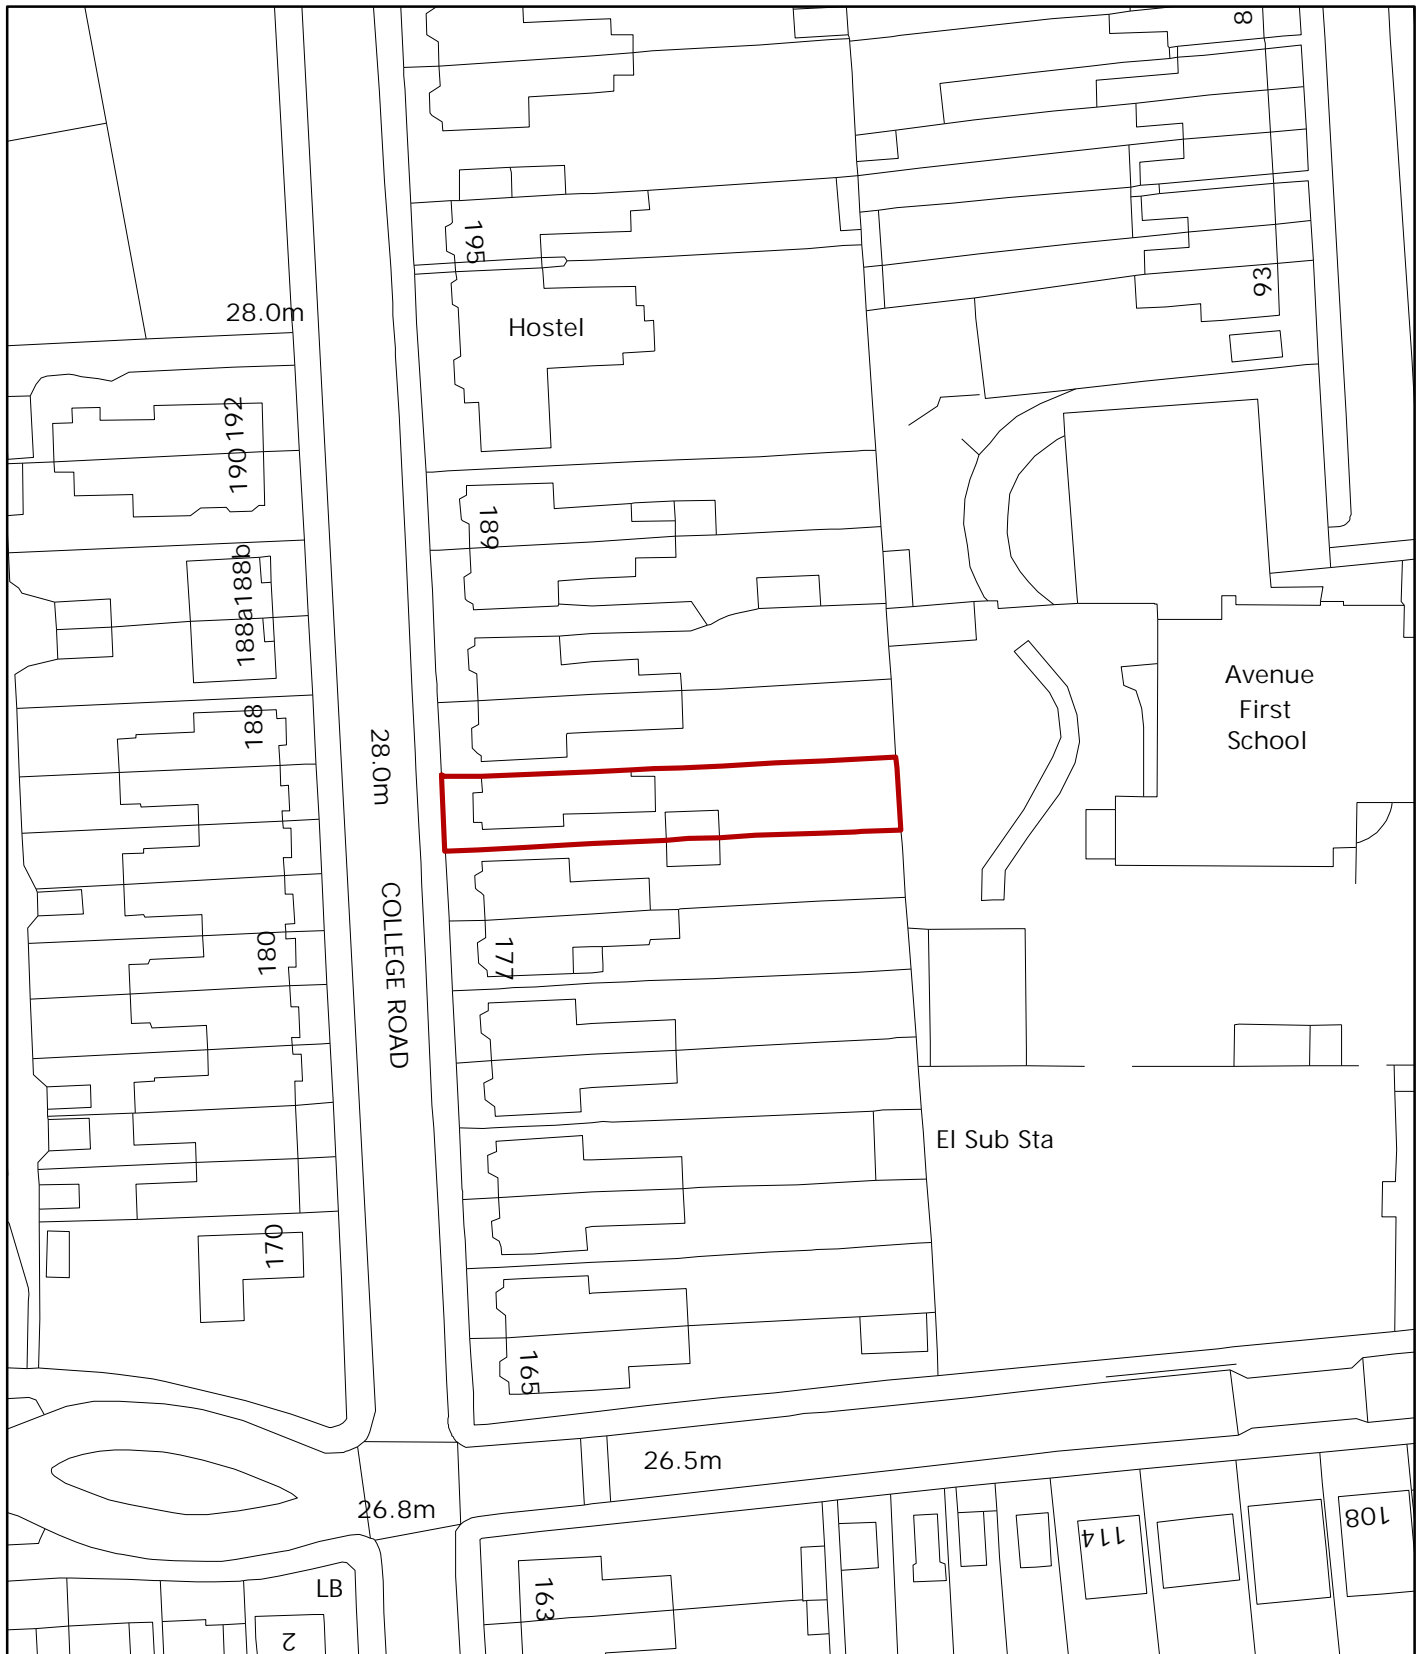 8
195
93
28.0m
Hostel
192
190
189
188b
188a
Avenue
First
School
188
28.0m
COLLEGE ROAD
180
177
El Sub Sta
170
165
26.5m
26.8m
114
108
LB
163
2